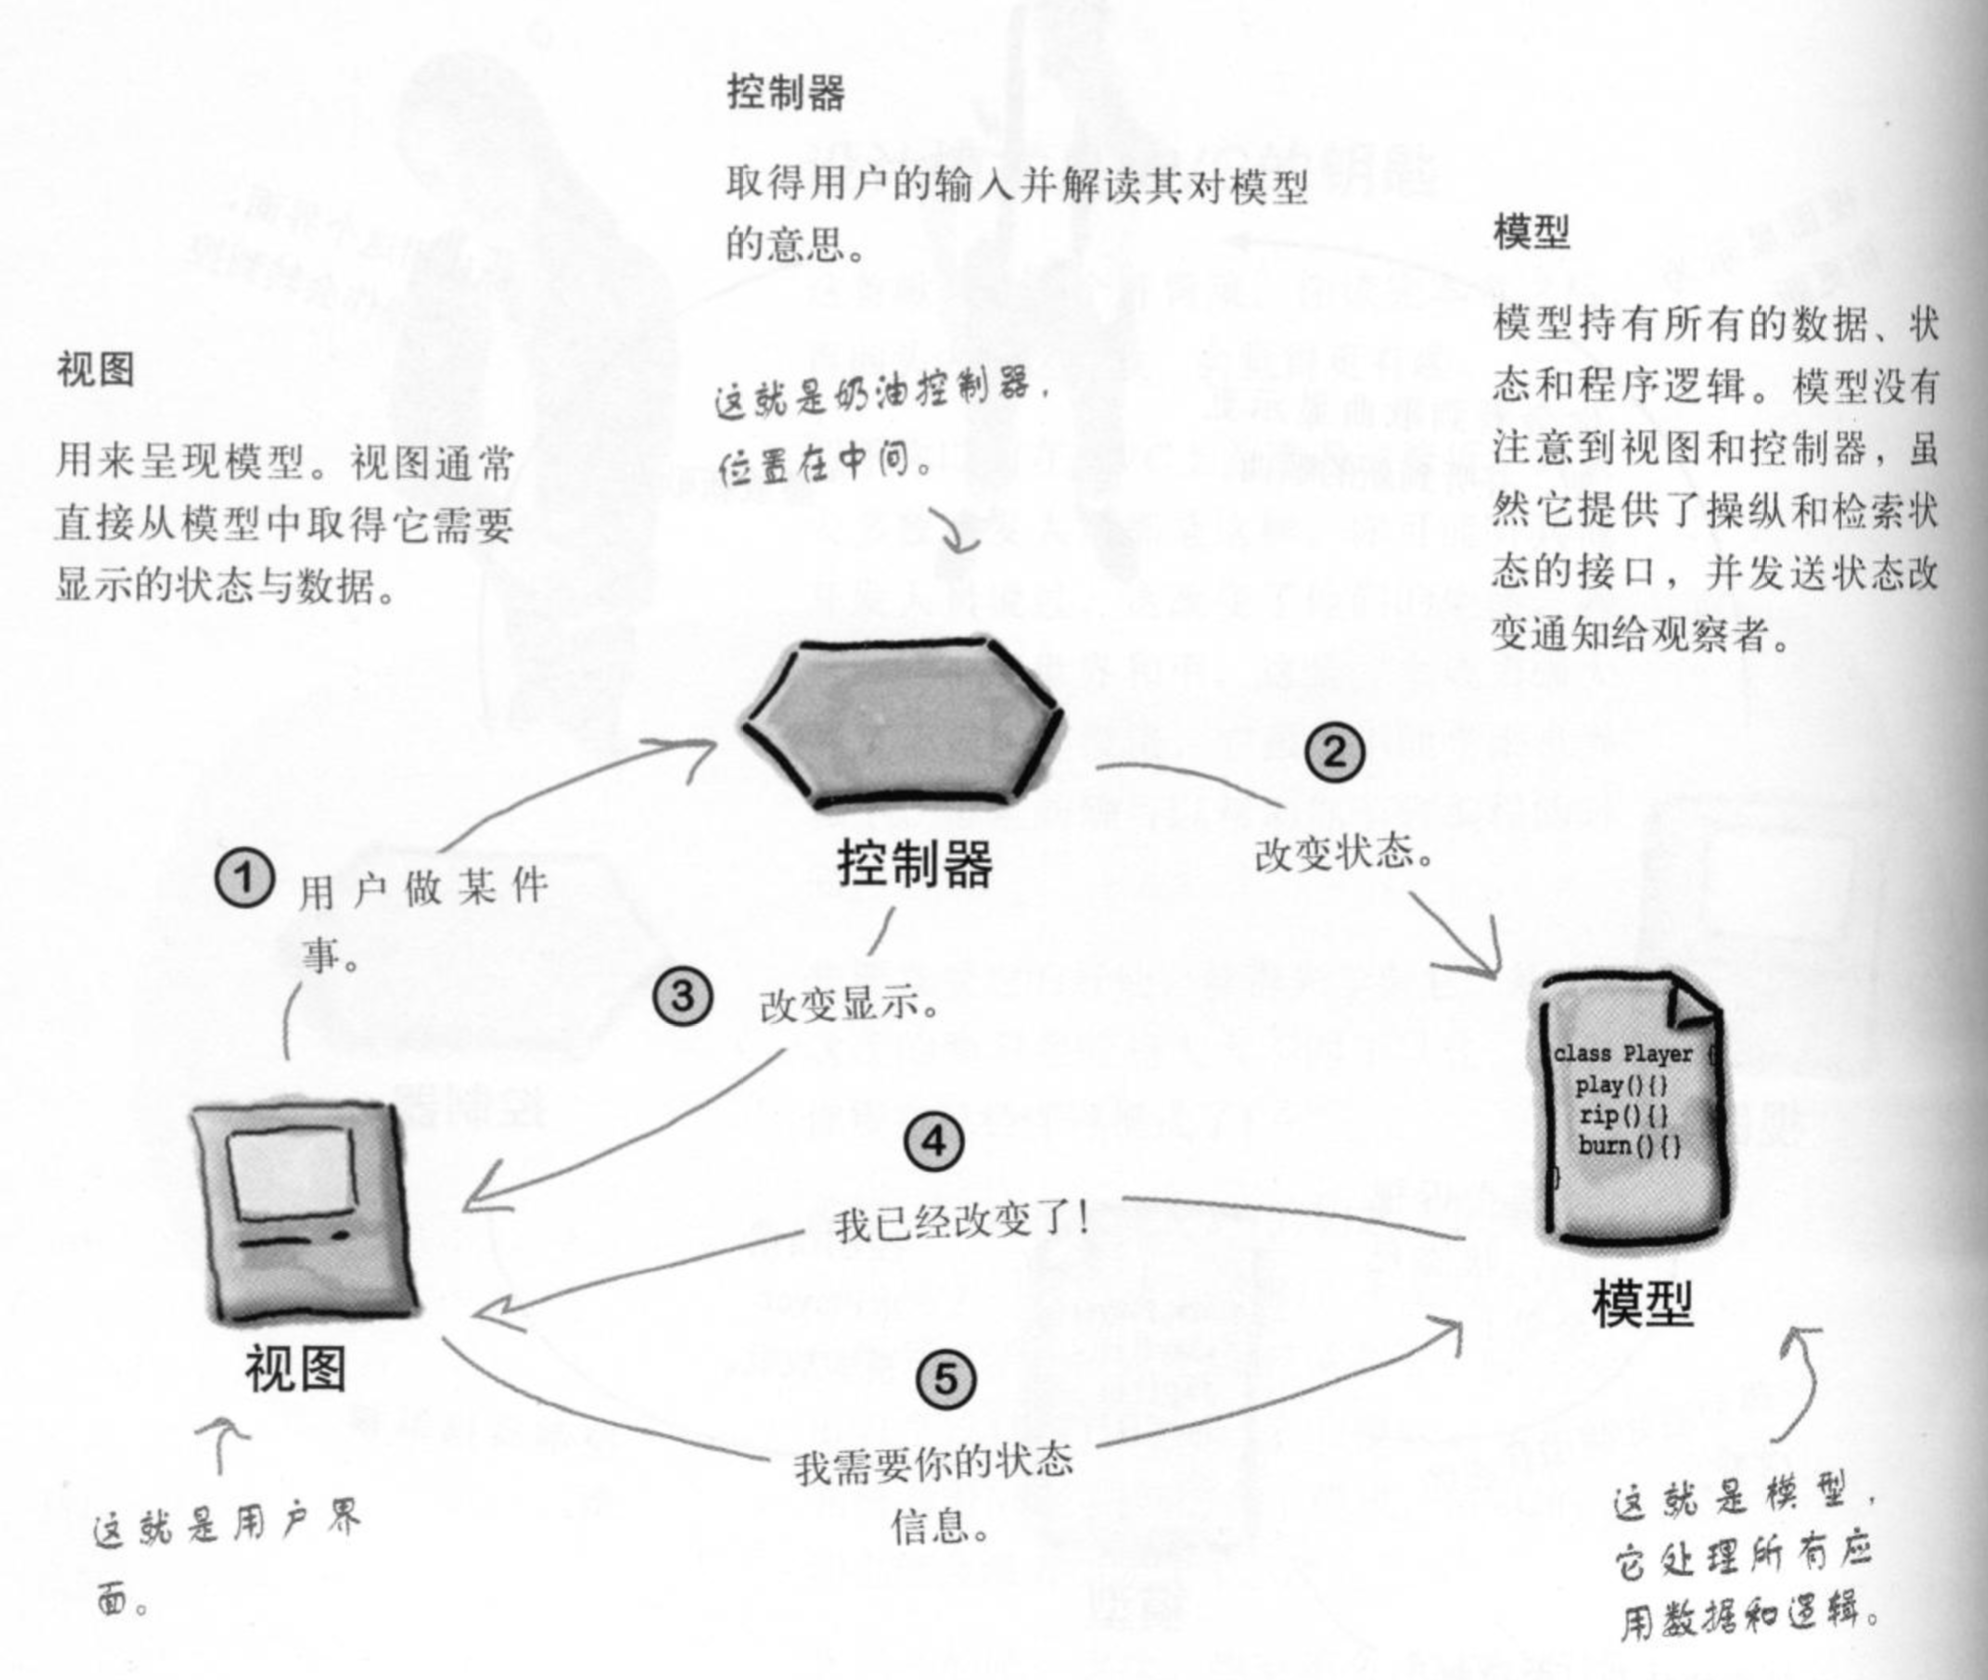 控制器
取得用户的输入并解读其对模型
的意思。
模型
模型持有所有的数据、状
态和程序逻辑。模型没有
注意到视图和控制器，虽
然它提供了操纵和检索状
态的接口，并发送状态改
变通知给观察者。
视图
用来呈现模型。视图通常
直接从模型中取得它需要
显示的状态与数据。
这就是奶油控制器，
位置在中间。
控制器
① 用户做某件
事。
② 改变状态。
③ 改变显示。
④ 我已经改变了！
⑤ 我需要你的状态
信息。
class Player {
play(){}
rip(){}
burn(){}
}
模型
视图
这就是用户界
面。
这就是模型，
它处理所有应
用数据和逻辑。